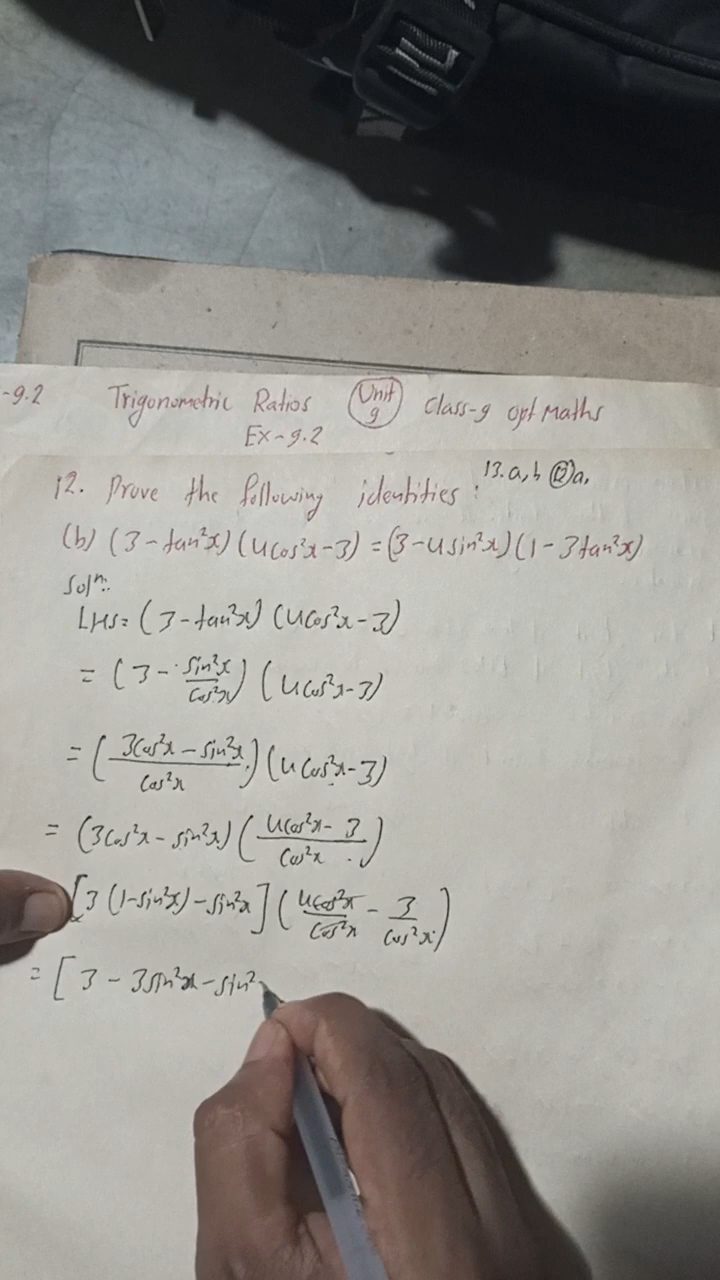 -9.2 Trigonometric Ratios Unit 9 Class-9 opt Maths
Ex-9.2
13. a, b 12 a,
12. Prove the following identities:
(b) (3-tan²x)(4cos²x-3) = (3-4sin²x)(1-3tan²x)
Solⁿ:
LHS = (3-tan²x) (4cos²x-3)
= (3 - sin²x/cos²x) (4cos²x-3)
= (3cos²x - sin²x/cos²x) (4cos²x-3)
= (3cos²x - sin²x) (4cos²x - 3/cos²x)
[3 (1-sin²x) - sin²x] (4cos²x/cos²x - 3/cos²x)
= [3 - 3sin²x - sin²